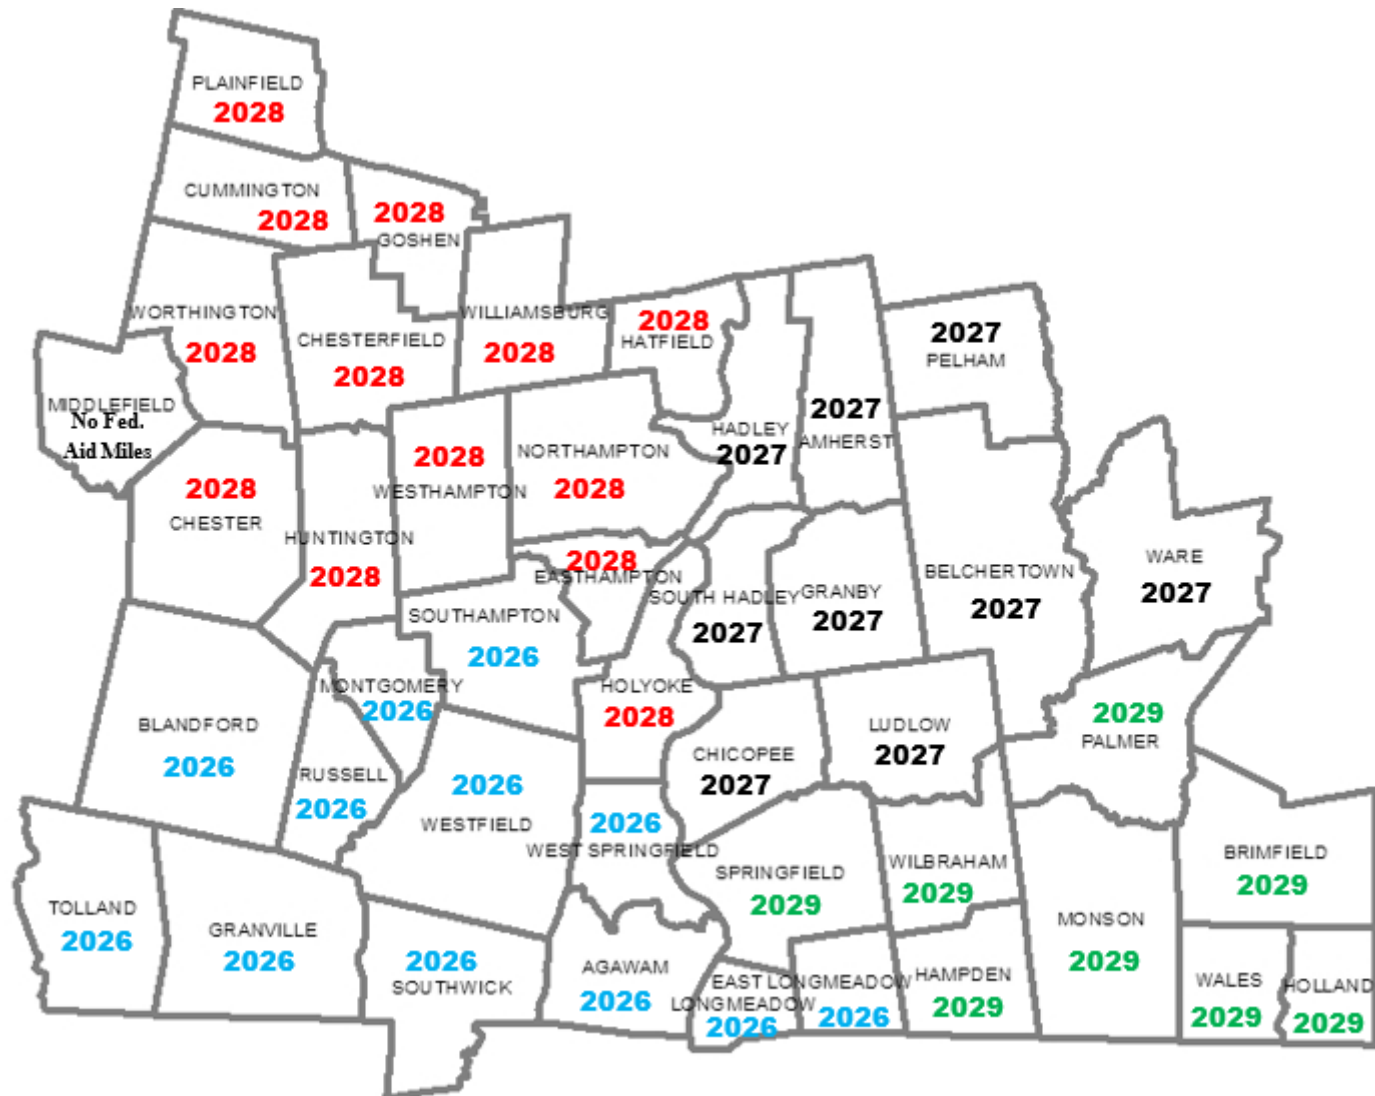 PLAINFIELD
2028
CUMMINGTON
2028
2028
GOSHEN
WORTHINGTON
2028
CHESTERFIELD
2028
WILLIAMSBURG
2028
2028
HATFIELD
2027
PELHAM
MIDDLEFIELD
No Fed.
Aid Miles
2027
AMHERST
HADLEY
2027
2028
CHESTER
2028
WESTHAMPTON
NORTHAMPTON
2028
HUNTINGTON
2028
2028
EASTHAMPTON
SOUTH HADLEY
2027
GRANBY
2027
BELCHERTOWN
2027
WARE
2027
SOUTHAMPTON
2026
MONTGOMERY
2026
HOLYOKE
2028
BLANDFORD
2026
RUSSELL
2026
2026
WESTFIELD
CHICOPEE
2027
LUDLOW
2027
2029
PALMER
2026
WEST SPRINGFIELD
SPRINGFIELD
2029
WILBRAHAM
2029
BRIMFIELD
2029
TOLLAND
2026
GRANVILLE
2026
2026
SOUTHWICK
AGAWAM
2026
EAST LONGMEADOW
2026
LONGMEADOW
2026
HAMPDEN
2029
MONSON
2029
WALES
2029
HOLLAND
2029